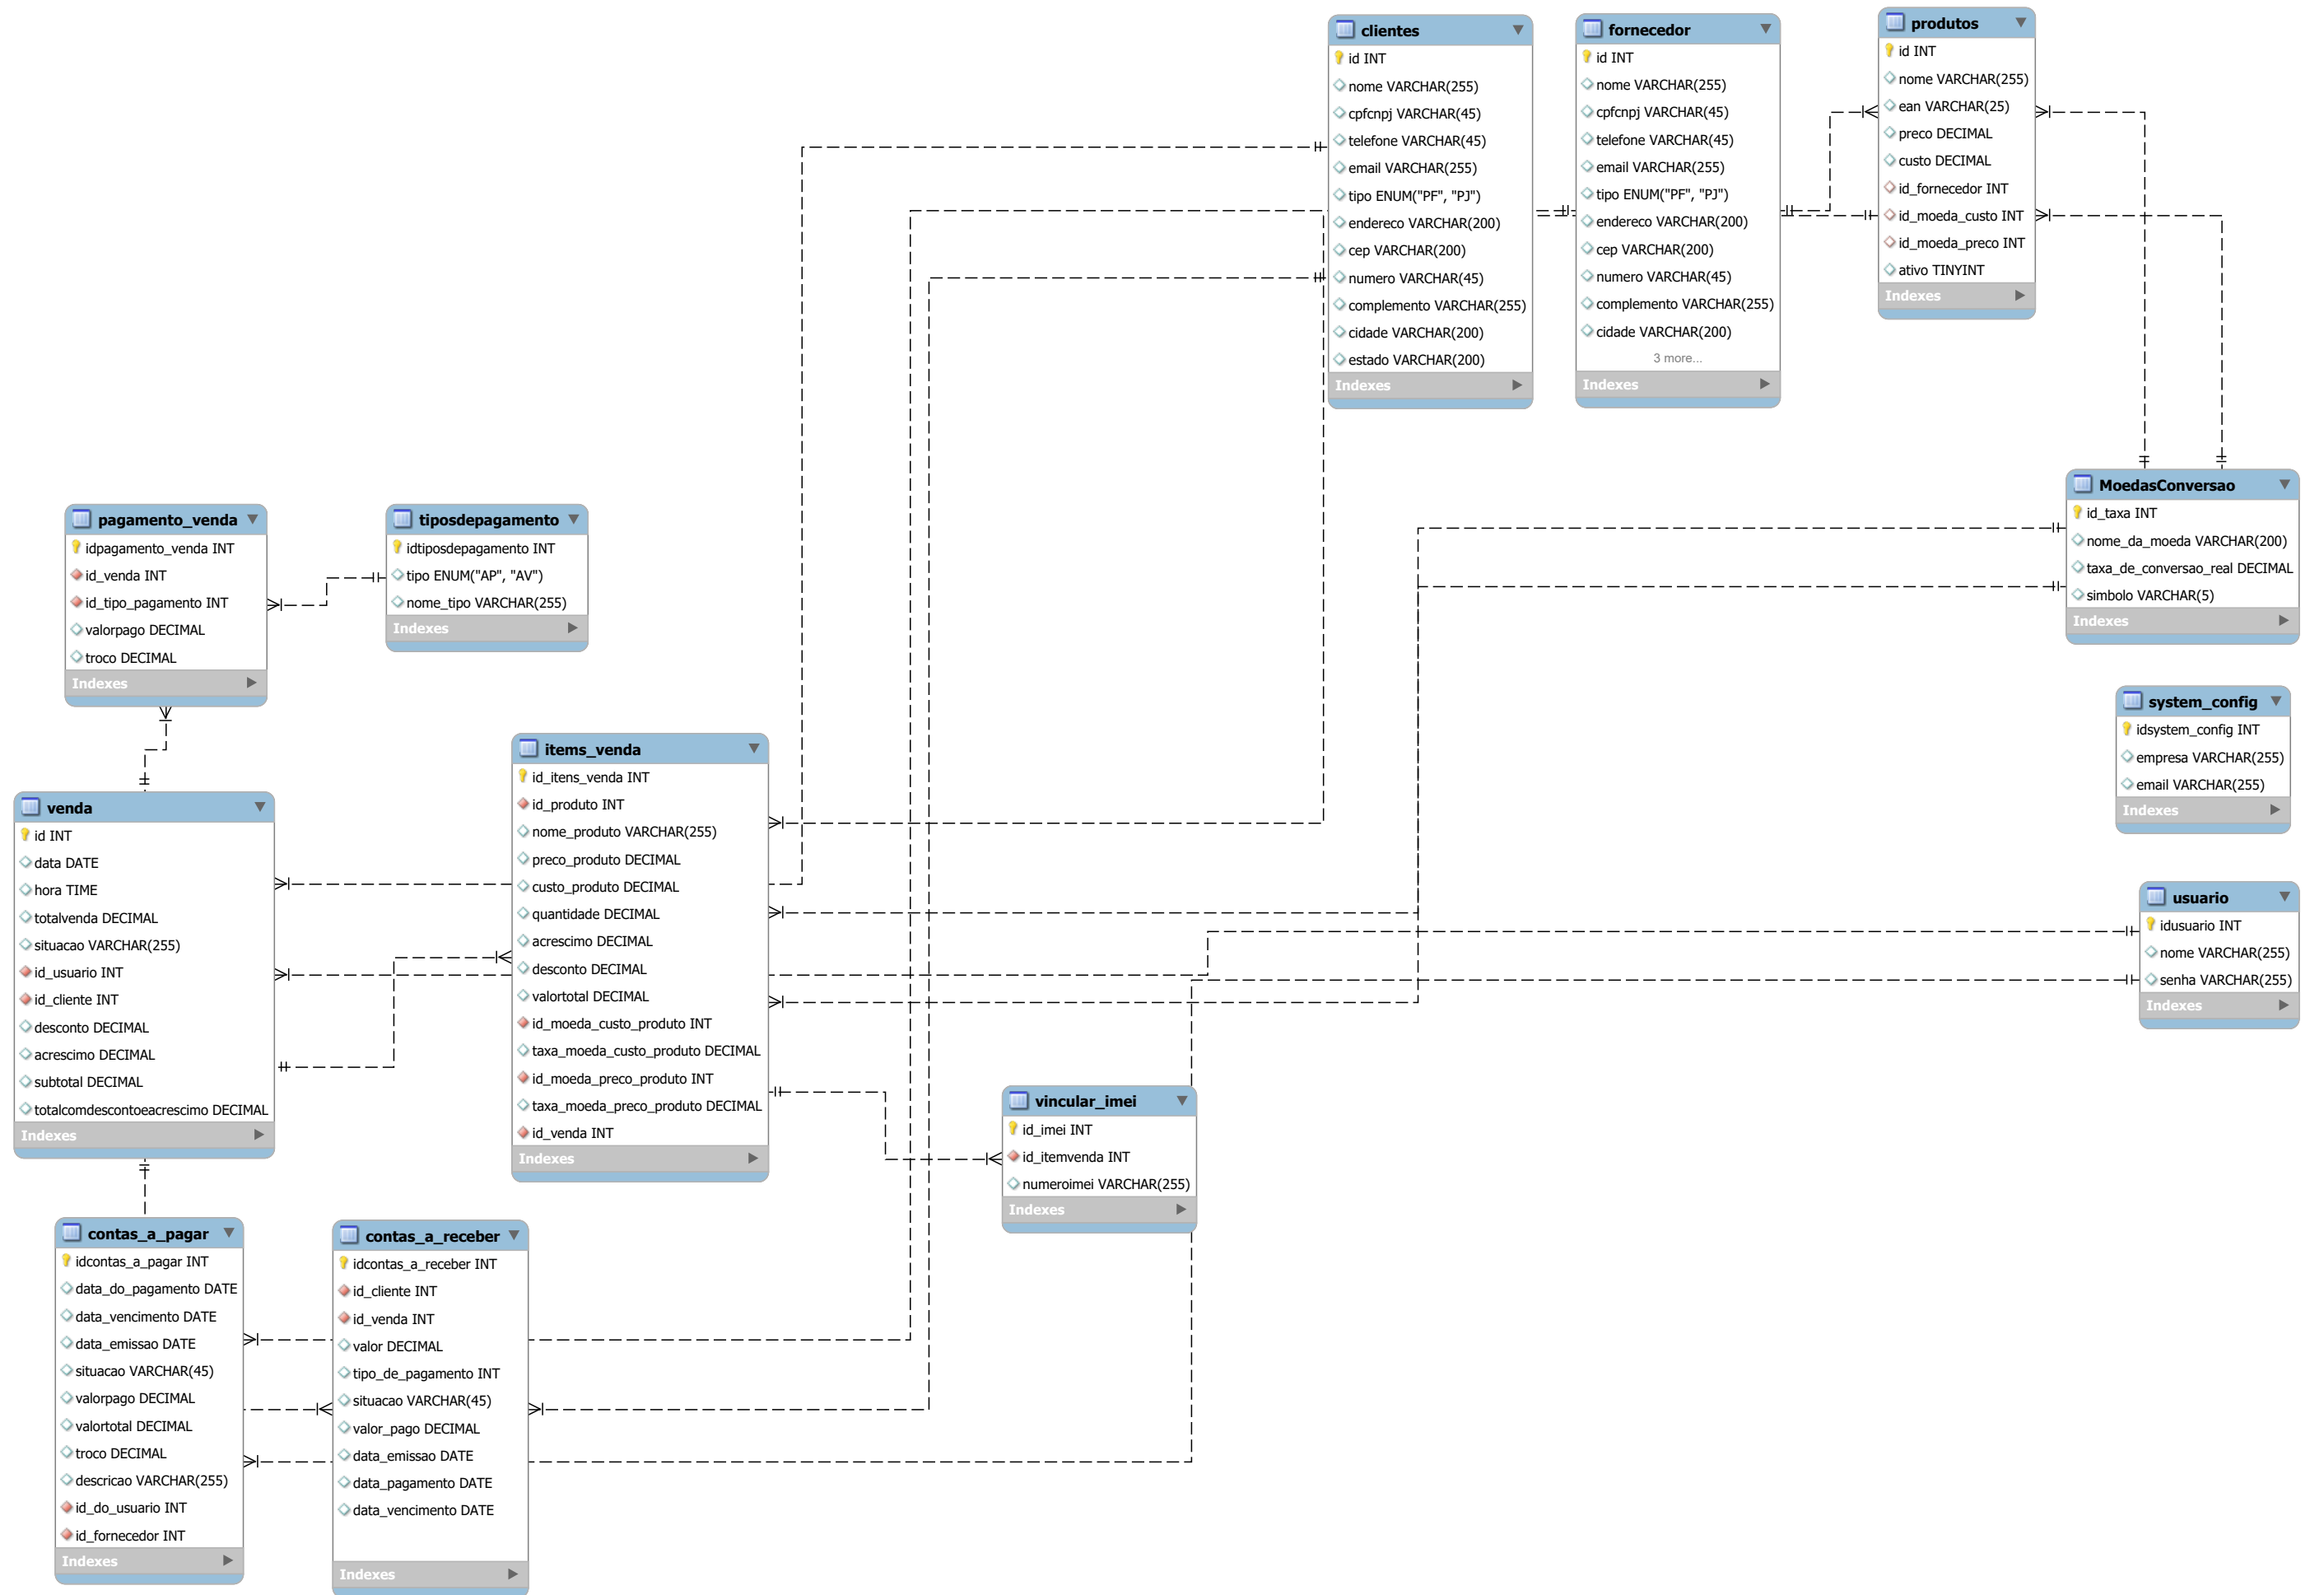 clientes
id INT
nome VARCHAR(255)
cpfcnpj VARCHAR(45)
telefone VARCHAR(45)
email VARCHAR(255)
tipo ENUM("PF", "PJ")
endereco VARCHAR(200)
cep VARCHAR(200)
numero VARCHAR(45)
complemento VARCHAR(255)
cidade VARCHAR(200)
estado VARCHAR(200)
Indexes
fornecedor
id INT
nome VARCHAR(255)
cpfcnpj VARCHAR(45)
telefone VARCHAR(45)
email VARCHAR(255)
tipo ENUM("PF", "PJ")
endereco VARCHAR(200)
cep VARCHAR(200)
numero VARCHAR(45)
complemento VARCHAR(255)
cidade VARCHAR(200)
3 more...
Indexes
produtos
id INT
nome VARCHAR(255)
ean VARCHAR(25)
preco DECIMAL
custo DECIMAL
id_fornecedor INT
id_moeda_custo INT
id_moeda_preco INT
ativo TINYINT
Indexes
MoedasConversao
id_taxa INT
nome_da_moeda VARCHAR(200)
taxa_de_conversao_real DECIMAL
simbolo VARCHAR(5)
Indexes
pagamento_venda
idpagamento_venda INT
id_venda INT
id_tipo_pagamento INT
valorpago DECIMAL
troco DECIMAL
Indexes
tiposdepagamento
idtiposdepagamento INT
tipo ENUM("AP", "AV")
nome_tipo VARCHAR(255)
Indexes
system_config
idsystem_config INT
empresa VARCHAR(255)
email VARCHAR(255)
Indexes
items_venda
id_itens_venda INT
id_produto INT
nome_produto VARCHAR(255)
preco_produto DECIMAL
custo_produto DECIMAL
quantidade DECIMAL
acrescimo DECIMAL
desconto DECIMAL
valortotal DECIMAL
id_moeda_custo_produto INT
taxa_moeda_custo_produto DECIMAL
id_moeda_preco_produto INT
taxa_moeda_preco_produto DECIMAL
id_venda INT
Indexes
venda
id INT
data DATE
hora TIME
totalvenda DECIMAL
situacao VARCHAR(255)
id_usuario INT
id_cliente INT
desconto DECIMAL
acrescimo DECIMAL
subtotal DECIMAL
totalcomdescontoeacrescimo DECIMAL
Indexes
usuario
idusuario INT
nome VARCHAR(255)
senha VARCHAR(255)
Indexes
vincular_imei
id_imei INT
id_itemvenda INT
numeroimei VARCHAR(255)
Indexes
contas_a_pagar
idcontas_a_pagar INT
data_do_pagamento DATE
data_vencimento DATE
data_emissao DATE
situacao VARCHAR(45)
valorpago DECIMAL
valortotal DECIMAL
troco DECIMAL
descricao VARCHAR(255)
id_do_usuario INT
id_fornecedor INT
Indexes
contas_a_receber
idcontas_a_receber INT
id_cliente INT
id_venda INT
valor DECIMAL
tipo_de_pagamento INT
situacao VARCHAR(45)
valor_pago DECIMAL
data_emissao DATE
data_pagamento DATE
data_vencimento DATE
Indexes